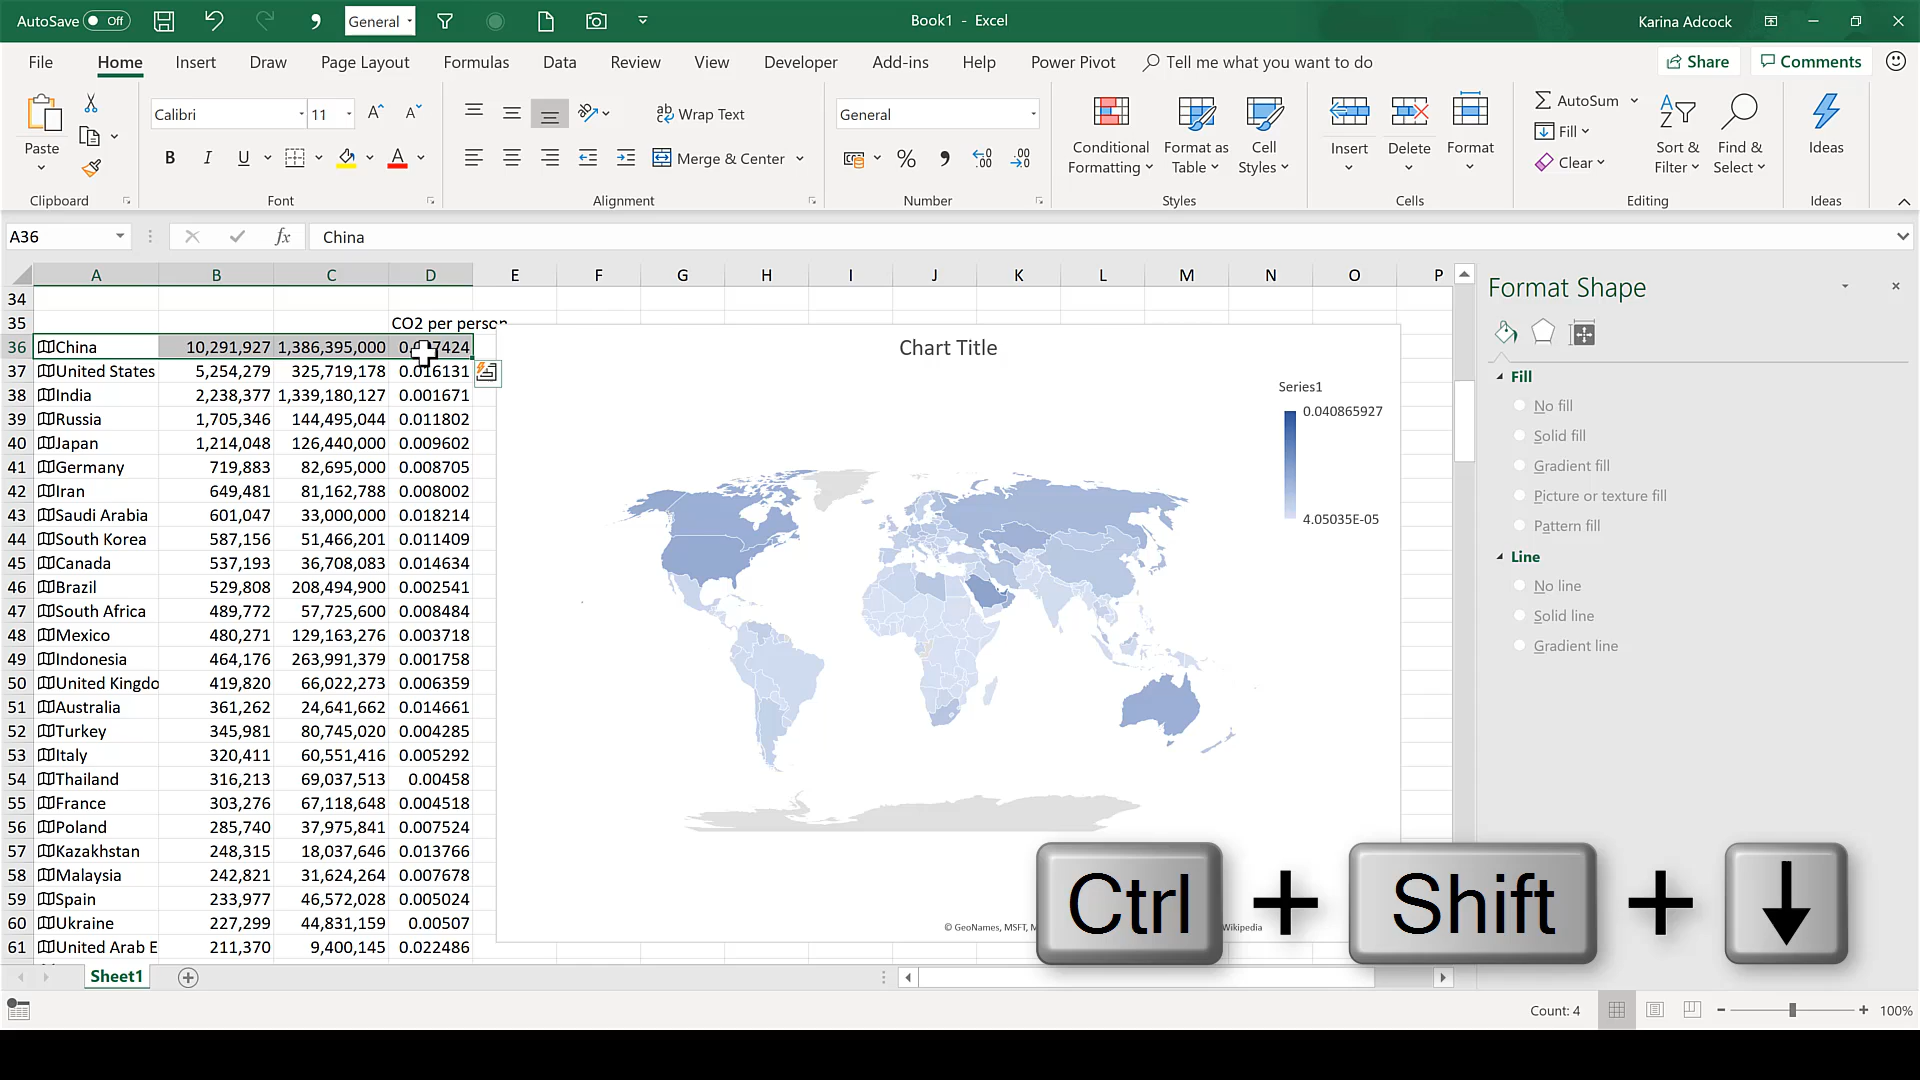 AutoSave Off
General
Book1 - Excel
Karina Adcock
File Home Insert Draw Page Layout Formulas Data Review View Developer Add-ins Help Power Pivot Tell me what you want to do
Share Comments
Paste
Clipboard
Calibri 11
B I U A
Font
ab Wrap Text
Merge & Center
Alignment
General
% ,
Number
Conditional Formatting
Format as Table
Cell Styles
Styles
Insert Delete Format
Cells
AutoSum
Fill
Clear
Sort & Filter
Find & Select
Editing
Ideas
Ideas
A36 fx China
A B C D E F G H I J K L M N O P
34
35 CO2 per person
36 China 10,291,927 1,386,395,000
37 United States 5,254,279 325,719,178 0.016131
38 India 2,238,377 1,339,180,127 0.001671
39 Russia 1,705,346 144,495,044 0.011802
40 Japan 1,214,048 126,440,000 0.009602
41 Germany 719,883 82,695,000 0.008705
42 Iran 649,481 81,162,788 0.008002
43 Saudi Arabia 601,047 33,000,000 0.018214
44 South Korea 587,156 51,466,201 0.011409
45 Canada 537,193 36,708,083 0.014634
46 Brazil 529,808 208,494,900 0.002541
47 South Africa 489,772 57,725,600 0.008484
48 Mexico 480,271 129,163,276 0.003718
49 Indonesia 464,176 263,991,379 0.001758
50 United Kingdo 419,820 66,022,273 0.006359
51 Australia 361,262 24,641,662 0.014661
52 Turkey 345,981 80,745,020 0.004285
53 Italy 320,411 60,551,416 0.005292
54 Thailand 316,213 69,037,513 0.00458
55 France 303,276 67,118,648 0.004518
56 Poland 285,740 37,975,841 0.007524
57 Kazakhstan 248,315 18,037,646 0.013766
58 Malaysia 242,821 31,624,264 0.007678
59 Spain 233,977 46,572,028 0.005024
60 Ukraine 227,299 44,831,159 0.00507
61 United Arab E 211,370 9,400,145 0.022486
Chart Title
Series1
0.040865927
4.05035E-05
© GeoNames, MSFT, Wikipedia
Ctrl + Shift + ↓
Format Shape
Fill
No fill
Solid fill
Gradient fill
Picture or texture fill
Pattern fill
Line
No line
Solid line
Gradient line
Sheet1
Count: 4
100%